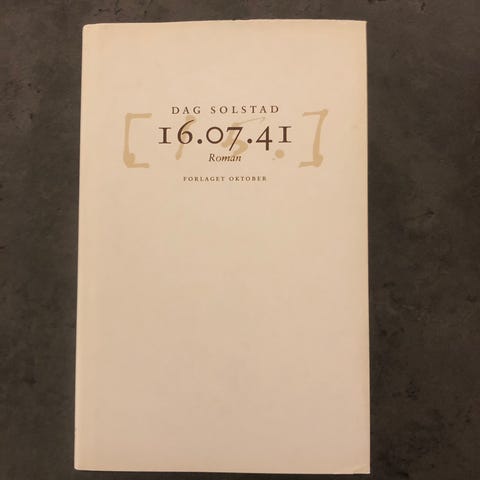 DAG SOLSTAD
16.07.41
Roman
FORLAGET OKTOBER